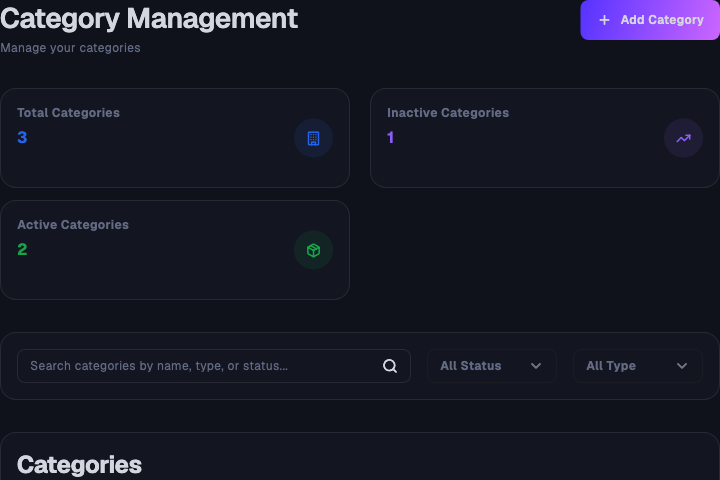 Category Management
Add Category
Manage your categories
Total Categories
3
Inactive Categories
1
Active Categories
2
Search categories by name, type, or status...
All Status
All Type
Categories